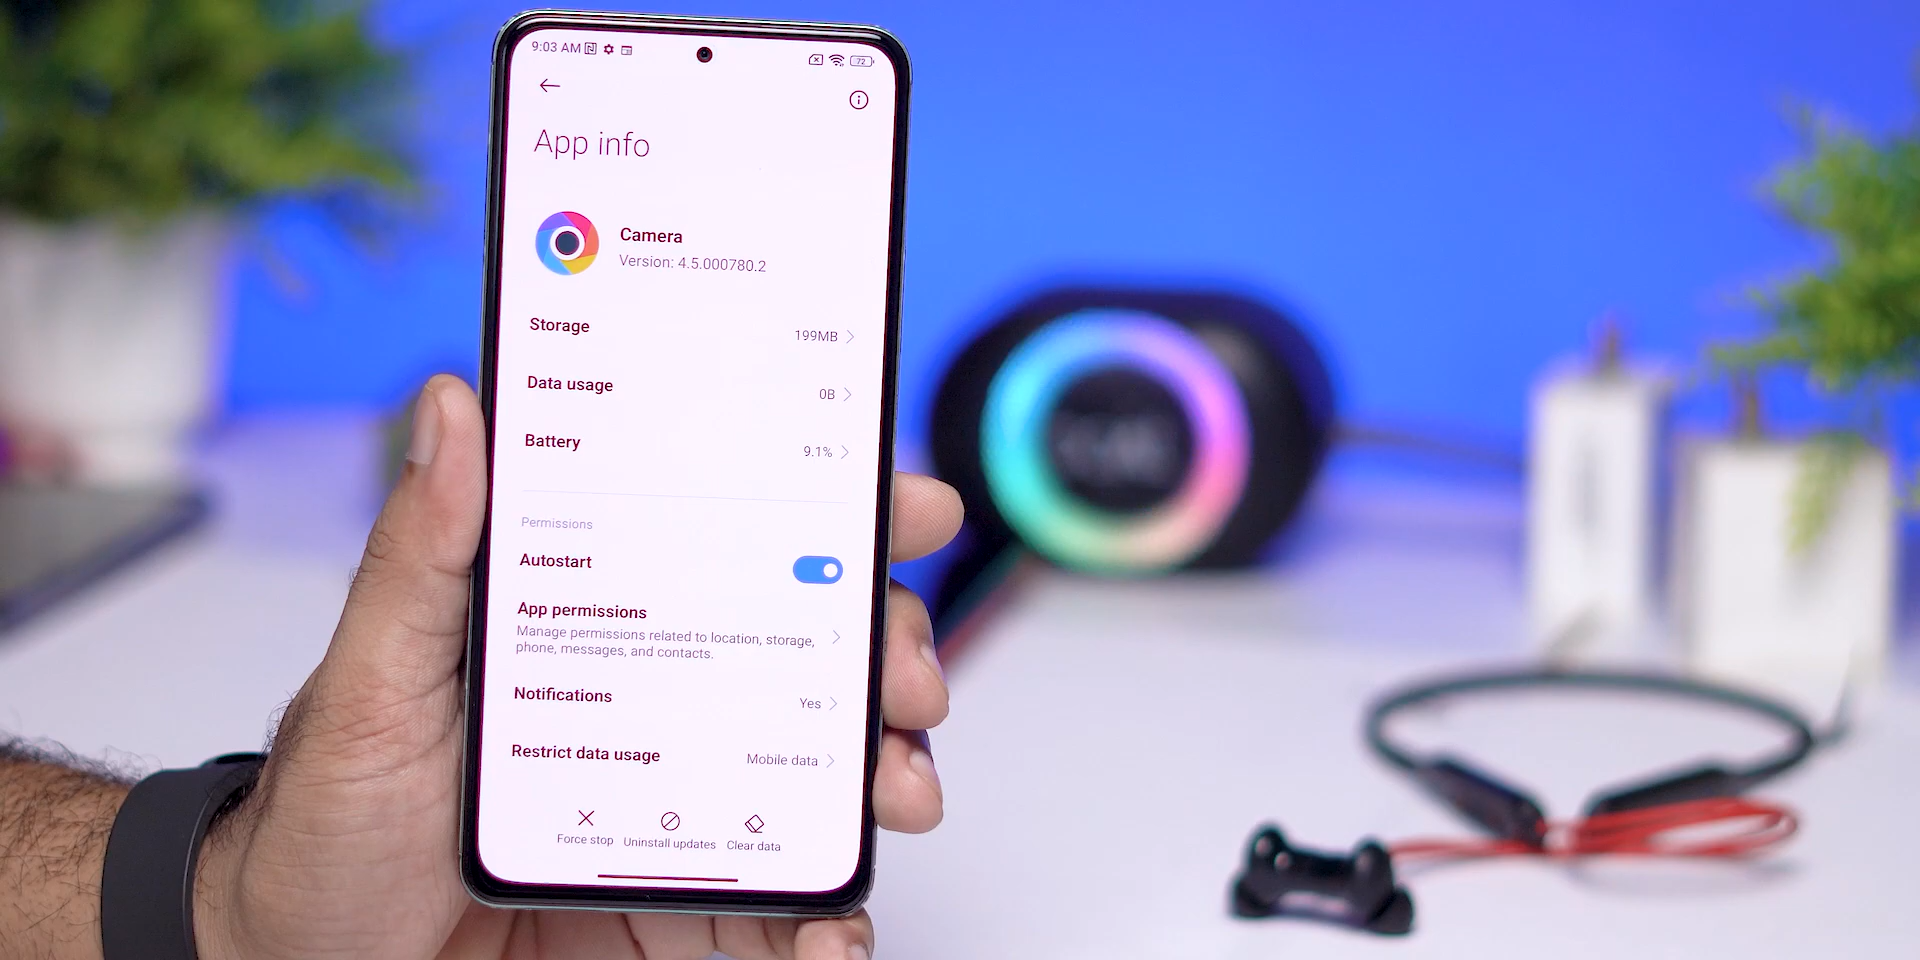 9:03 AM
72
App info
Camera
Version: 4.5.000780.2
Storage 199MB
Data usage 0B
Battery 9.1%
Permissions
Autostart
App permissions
Manage permissions related to location, storage,
phone, messages, and contacts.
Notifications Yes
Restrict data usage Mobile data
Force stop Uninstall updates Clear data